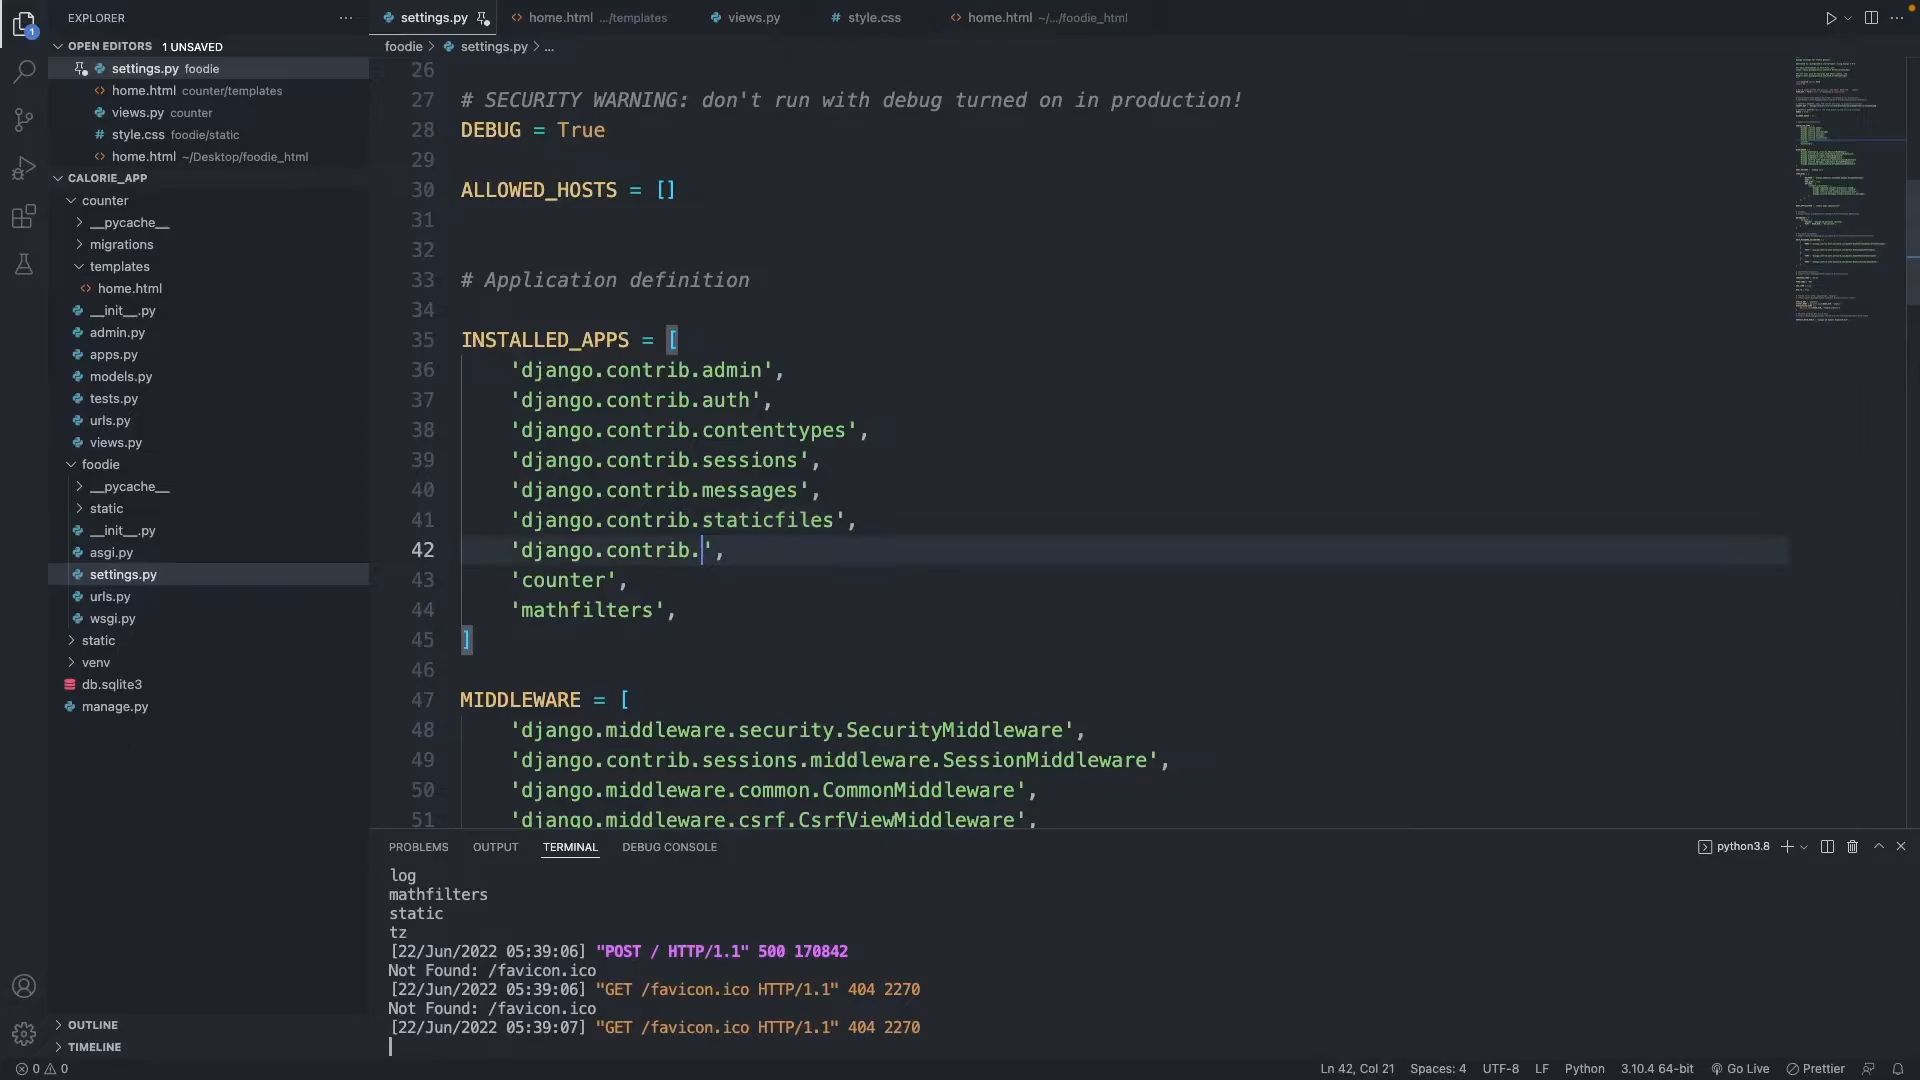 EXPLORER
OPEN EDITORS 1 UNSAVED
settings.py foodie
home.html counter/templates
views.py counter
style.css foodie/static
home.html ~/Desktop/foodie_html
CALORIE_APP
counter
__pycache__
migrations
templates
home.html
__init__.py
admin.py
apps.py
models.py
tests.py
urls.py
views.py
foodie
__pycache__
static
__init__.py
asgi.py
settings.py
urls.py
wsgi.py
static
venv
db.sqlite3
manage.py
OUTLINE
TIMELINE
settings.py
home.html .../templates
views.py
# style.css
home.html ~/.../foodie_html
foodie > settings.py > ...
26
27 # SECURITY WARNING: don't run with debug turned on in production!
28 DEBUG = True
29
30 ALLOWED_HOSTS = []
31
32
33 # Application definition
34
35 INSTALLED_APPS = [
36 'django.contrib.admin',
37 'django.contrib.auth',
38 'django.contrib.contenttypes',
39 'django.contrib.sessions',
40 'django.contrib.messages',
41 'django.contrib.staticfiles',
42 'django.contrib.',
43 'counter',
44 'mathfilters',
45 ]
46
47 MIDDLEWARE = [
48 'django.middleware.security.SecurityMiddleware',
49 'django.contrib.sessions.middleware.SessionMiddleware',
50 'django.middleware.common.CommonMiddleware',
51 'django.middleware.csrf.CsrfViewMiddleware',
PROBLEMS OUTPUT TERMINAL DEBUG CONSOLE
python3.8
log
mathfilters
static
tz
[22/Jun/2022 05:39:06] "POST / HTTP/1.1" 500 170842
Not Found: /favicon.ico
[22/Jun/2022 05:39:06] "GET /favicon.ico HTTP/1.1" 404 2270
Not Found: /favicon.ico
[22/Jun/2022 05:39:07] "GET /favicon.ico HTTP/1.1" 404 2270
0 0
Ln 42, Col 21 Spaces: 4 UTF-8 LF Python 3.10.4 64-bit Go Live Prettier